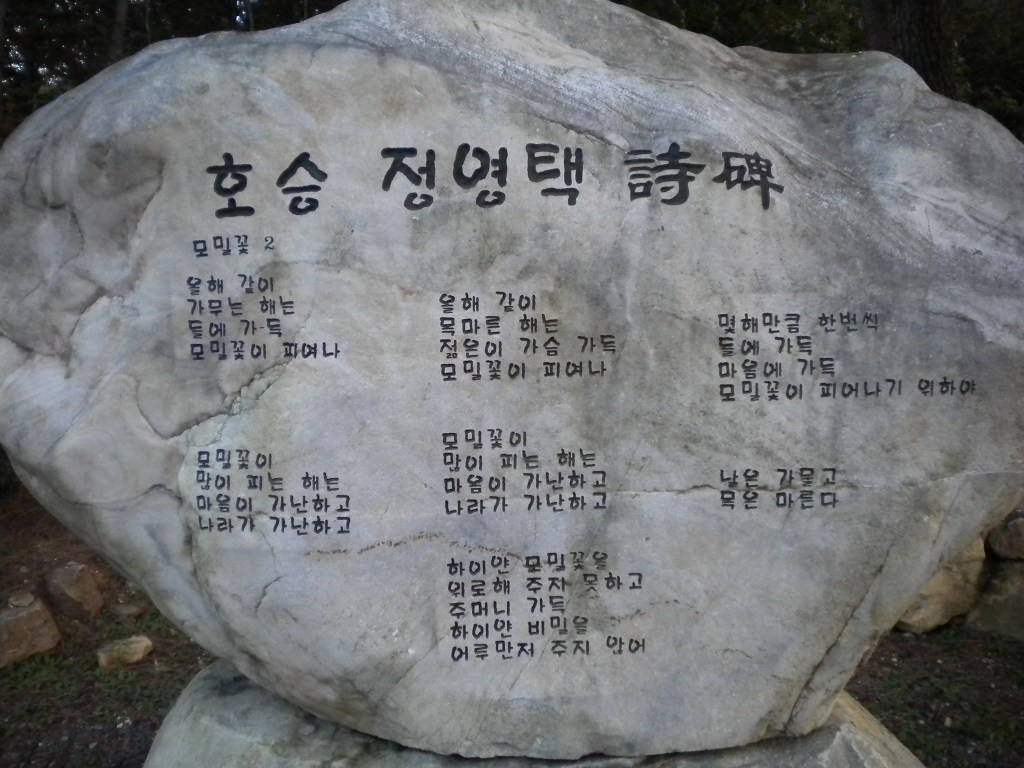 호승 정영택 詩碑
모밀꽃 2
올해 같이
가무는 해는
들에 가득
모밀꽃이 피여나
모밀꽃이
많이 피는 해는
마음이 가난하고
나라가 가난하고
올해 같이
목마른 해는
젊은이 가슴 가득
모밀꽃이 피여나
모밀꽃이
많이 피는 해는
마음이 가난하고
나라가 가난하고
하이얀 모밀꽃을
위로해 주지 못하고
주머니 가득
하이얀 비밀을
어루만저 주지 안어
몇해만큼 한번씩
들에 가득
마음에 가득
모밀꽃이 피어나기 위하야
날은 가물고
목은 마른다